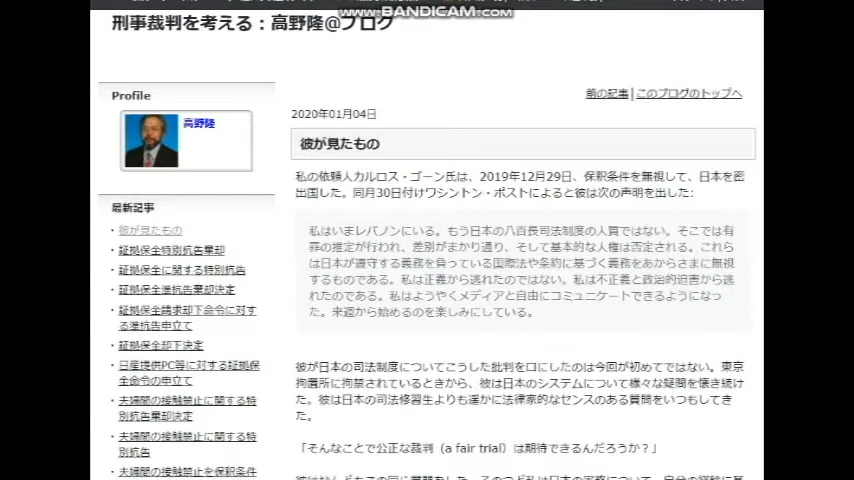 www.BANDICAM.com
刑事裁判を考える：高野隆@ブログ
Profile
高野隆
最新記事
・彼が見たもの
・証拠保全特別抗告棄却
・証拠保全に関する特別抗告
・証拠保全準抗告棄却決定
・証拠保全請求却下命令に対す
る準抗告申立て
・証拠保全却下決定
・日産提供PC等に対する証拠保
全命令の申立て
・夫婦間の接触禁止に関する特
別抗告棄却決定
・夫婦間の接触禁止に関する特
別抗告
・夫婦間の接触禁止を保釈条件
前の記事 | このブログのトップへ
2020年01月04日
彼が見たもの
私の依頼人カルロス・ゴーン氏は、2019年12月29日、保釈条件を無視して、日本を密
出国した。同月30日付けワシントン・ポストによると彼は次の声明を出した：
私はいまレバノンにいる。もう日本の八百長司法制度の人質ではない。そこでは有
罪の推定が行われ、差別がまかり通り、そして基本的な人権は否定される。これら
は日本が遵守する義務を負っている国際法や条約に基づく義務をあからさまに無視
するものである。私は正義から逃れたのではない。私は不正義と政治的迫害から逃
れたのである。私はようやくメディアと自由にコミュニケートできるようになっ
た。来週から始めるのを楽しみにしている。
彼が日本の司法制度についてこうした批判を口にしたのは今回が初めてではない。東京
拘置所に拘禁されているときから、彼は日本のシステムについて様々な疑問を懐き続け
た。彼は日本の司法修習生よりも遥かに法律家的なセンスのある質問をいつもしてき
た。
「そんなことで公正な裁判（a fair trial）は期待できるんだろうか？」